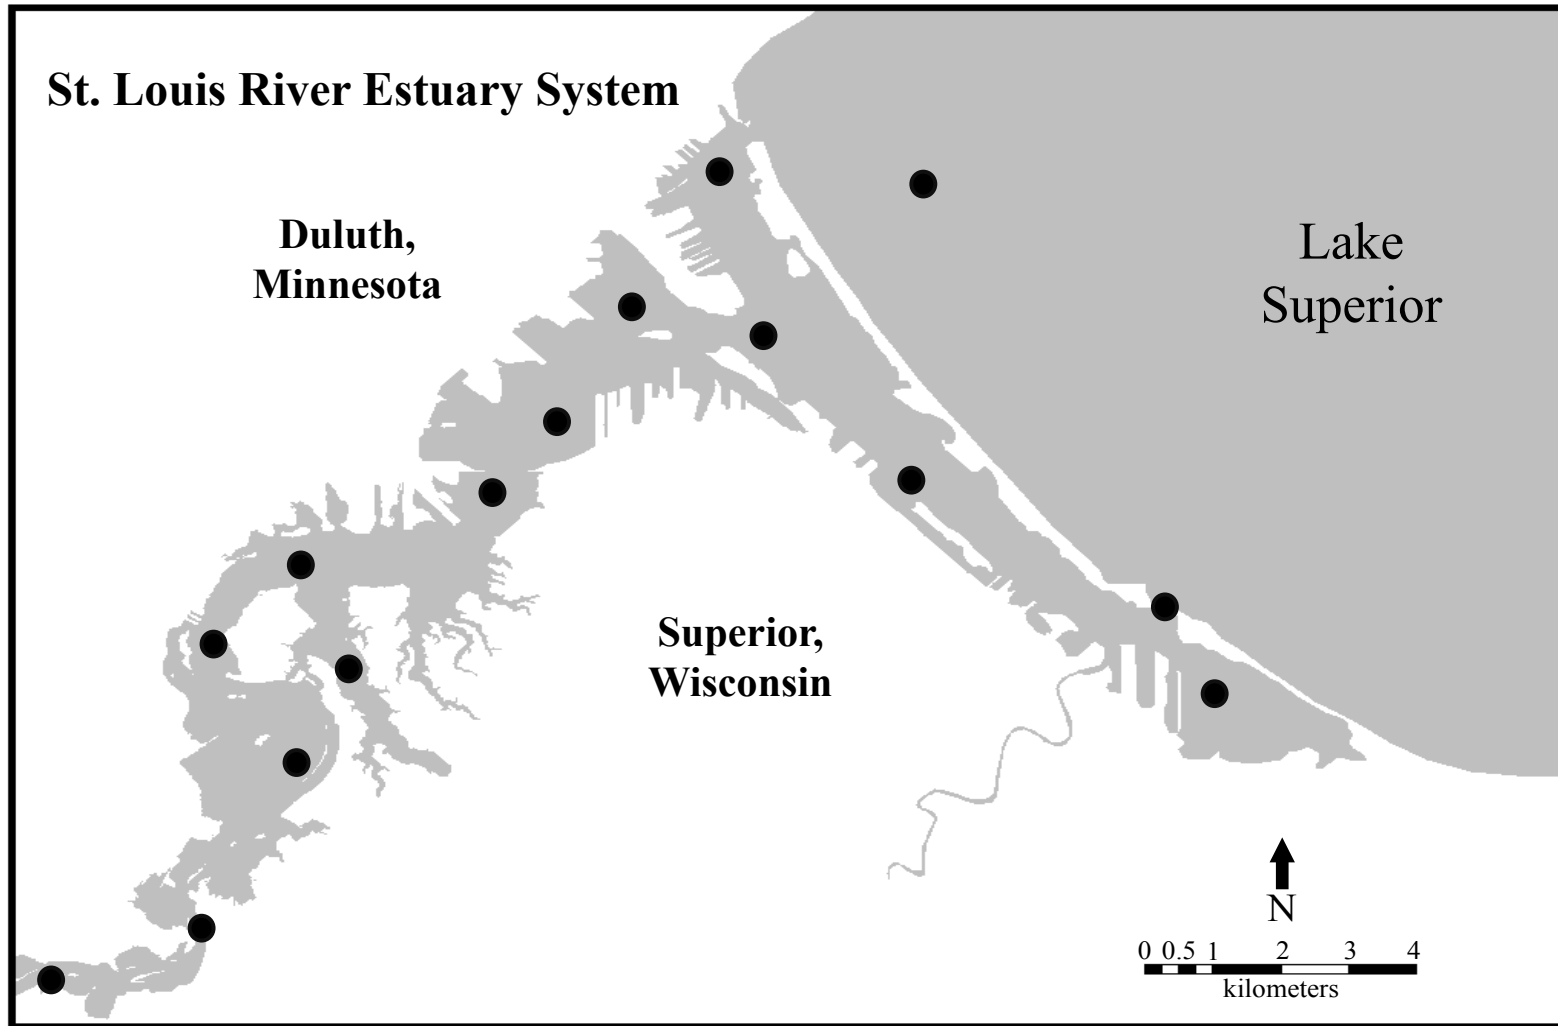 St. Louis River Estuary System
Duluth,
Minnesota
Lake
Superior
Superior,
Wisconsin
N
0 0.5 1 2 3 4
kilometers